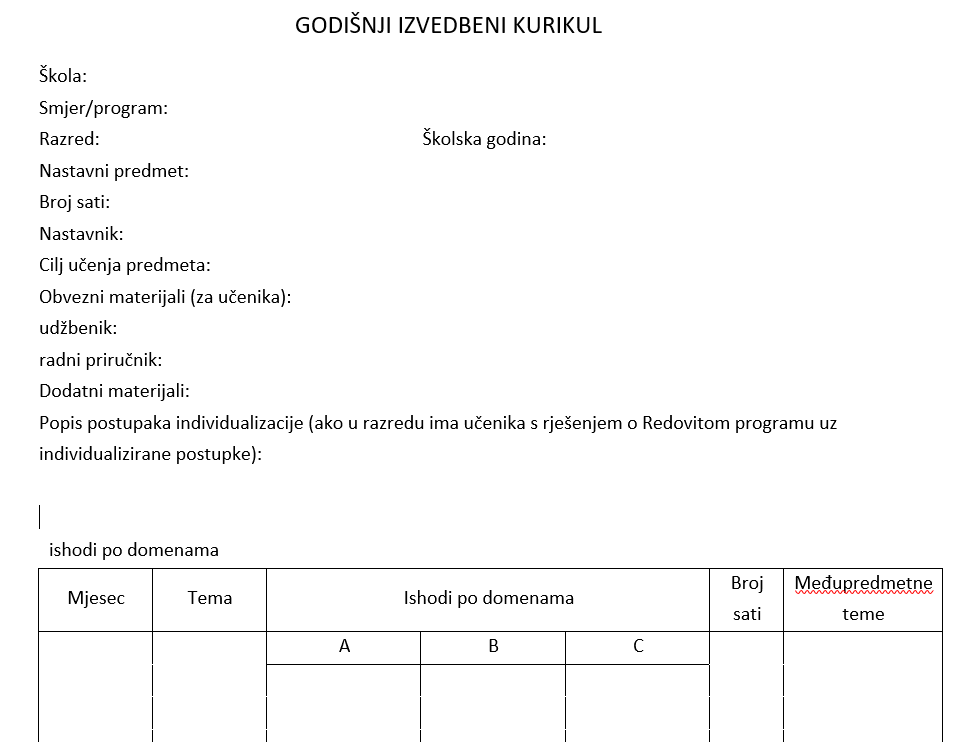 GODIŠNJI IZVEDBENI KURIKUL
Škola:
Smjer/program:
Razred: Školska godina:
Nastavni predmet:
Broj sati:
Nastavnik:
Cilj učenja predmeta:
Obvezni materijali (za učenika):
udžbenik:
radni priručnik:
Dodatni materijali:
Popis postupaka individualizacije (ako u razredu ima učenika s rješenjem o Redovitom programu uz
individualizirane postupke):
ishodi po domenama
Mjesec Tema Ishodi po domenama Broj sati Međupredmetne teme
A B C